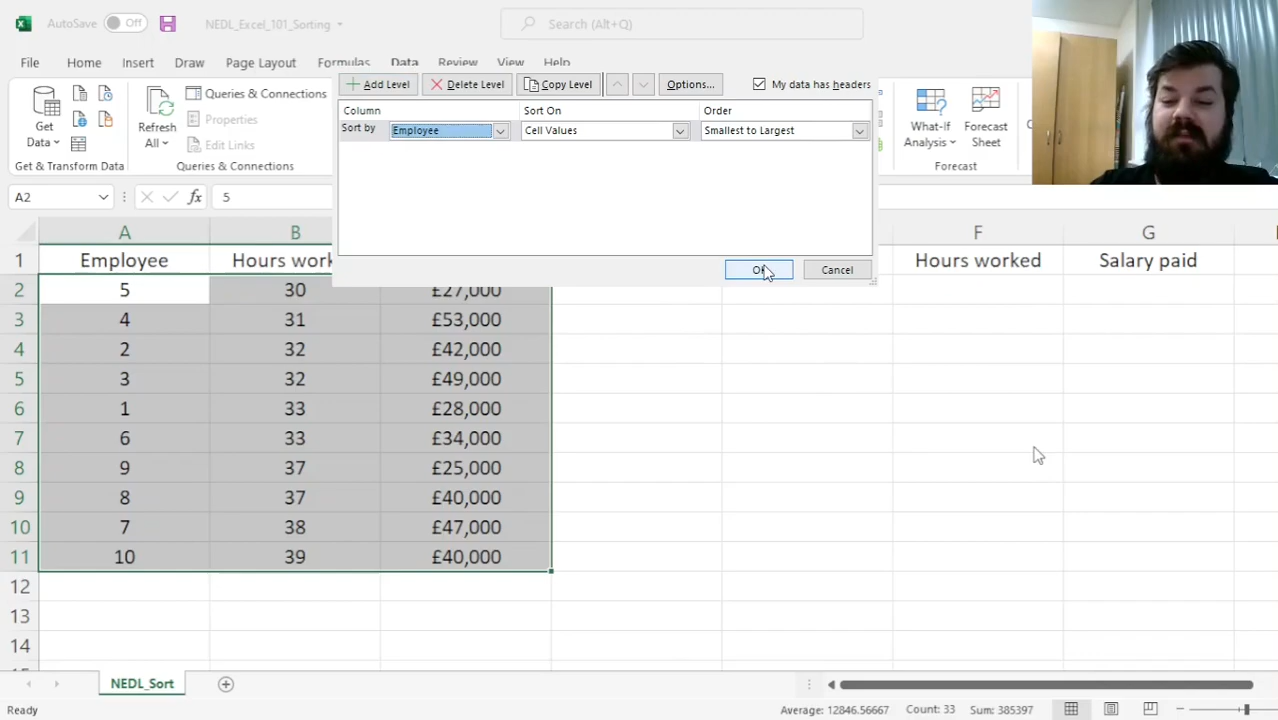 AutoSave Off NEDL_Excel_101_Sorting Search (Alt+Q)
File Home Insert Draw Page Layout Formulas Data Review View Help
Add Level Delete Level Copy Level Options... My data has headers
Column Sort On Order
Sort by Employee Cell Values Smallest to Largest
Cancel
Get Data
Get & Transform Data
Refresh All
Queries & Connections
Properties
Edit Links
Queries & Connections
What-If Analysis
Forecast Sheet
Forecast
A2 fx 5
A B F G
1 Employee Hours Hours worked Salary paid
2 5 30 £27,000
3 4 31 £53,000
4 2 32 £42,000
5 3 32 £49,000
6 1 33 £28,000
7 6 33 £34,000
8 9 37 £25,000
9 8 37 £40,000
10 7 38 £47,000
11 10 39 £40,000
12
13
14
NEDL_Sort
Ready Average: 12846.56667 Count: 33 Sum: 385397